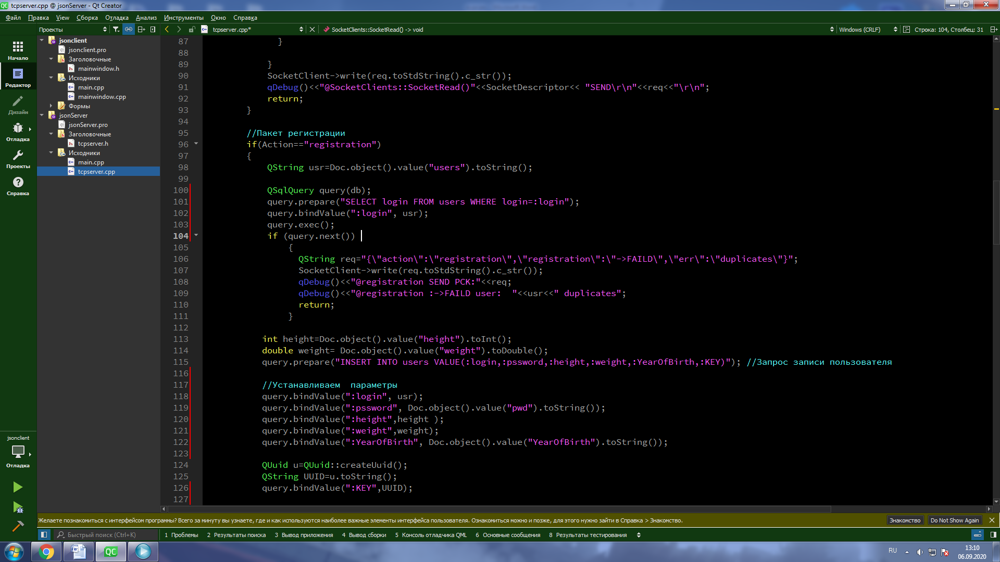 tcpserver.cpp @ jsonServer - Qt Creator
Файл Правка View Сборка Отладка Анализ Инструменты Окно Справка
Проекты
tcpserver.cpp*
SocketClients::SocketRead() -> void
Windows (CRLF)
Строка: 104, Столбец: 31
Начало
Редактор
Дизайн
Отладка
Проекты
Справка
jsonclient
Отладка
jsonclient
jsonclient.pro
Заголовочные
mainwindow.h
Исходники
main.cpp
mainwindow.cpp
Формы
jsonServer
jsonServer.pro
Заголовочные
tcpserver.h
Исходники
main.cpp
tcpserver.cpp
87 }
88
89 }
90 SocketClient->write(req.toStdString().c_str());
91 qDebug()<<"@SocketClients::SocketRead()"<<SocketDescriptor<< "SEND\r\n"<<req<<"\r\n";
92 return;
93 }
94
95 //Пакет регистрации
96 if(Action=="registration")
97 {
98 QString usr=Doc.object().value("users").toString();
99
100 QSqlQuery query(db);
101 query.prepare("SELECT login FROM users WHERE login=:login");
102 query.bindValue(":login", usr);
103 query.exec();
104 if (query.next())
105 {
106 QString req="{\"action\":\"registration\",\"registration\":\"->FAILD\",\"err\":\"duplicates\"}";
107 SocketClient->write(req.toStdString().c_str());
108 qDebug()<<"@registration SEND PCK:"<<req;
109 qDebug()<<"@registration :->FAILD user:  "<<usr<<" duplicates";
110 return;
111 }
112
113 int height=Doc.object().value("height").toInt();
114 double weight= Doc.object().value("weight").toDouble();
115 query.prepare("INSERT INTO users VALUE(:login,:pssword,:height,:weight,:YearOfBirth,:KEY)"); //Запрос записи пользователя
116
117 //Устанавливаем  параметры
118 query.bindValue(":login", usr);
119 query.bindValue(":pssword", Doc.object().value("pwd").toString());
120 query.bindValue(":height",height );
121 query.bindValue(":weight",weight);
122 query.bindValue(":YearOfBirth", Doc.object().value("YearOfBirth").toString());
123
124 QUuid u=QUuid::createUuid();
125 QString UUID=u.toString();
126 query.bindValue(":KEY",UUID);
127
Желаете познакомиться с интерфейсом программы? Всего за минуту вы узнаете, где и как используются наиболее важные элементы интерфейса пользователя. Ознакомиться можно и позже, для этого нужно зайти в Справка > Знакомство.
Знакомство
Do Not Show Again
Быстрый поиск (Ctrl+K)
1 Проблемы 2 Результаты поиска 3 Вывод приложения 4 Вывод сборки 5 Консоль отладчика QML 6 Основные сообщения 8 Результаты тестирования
RU
13:10
06.09.2020